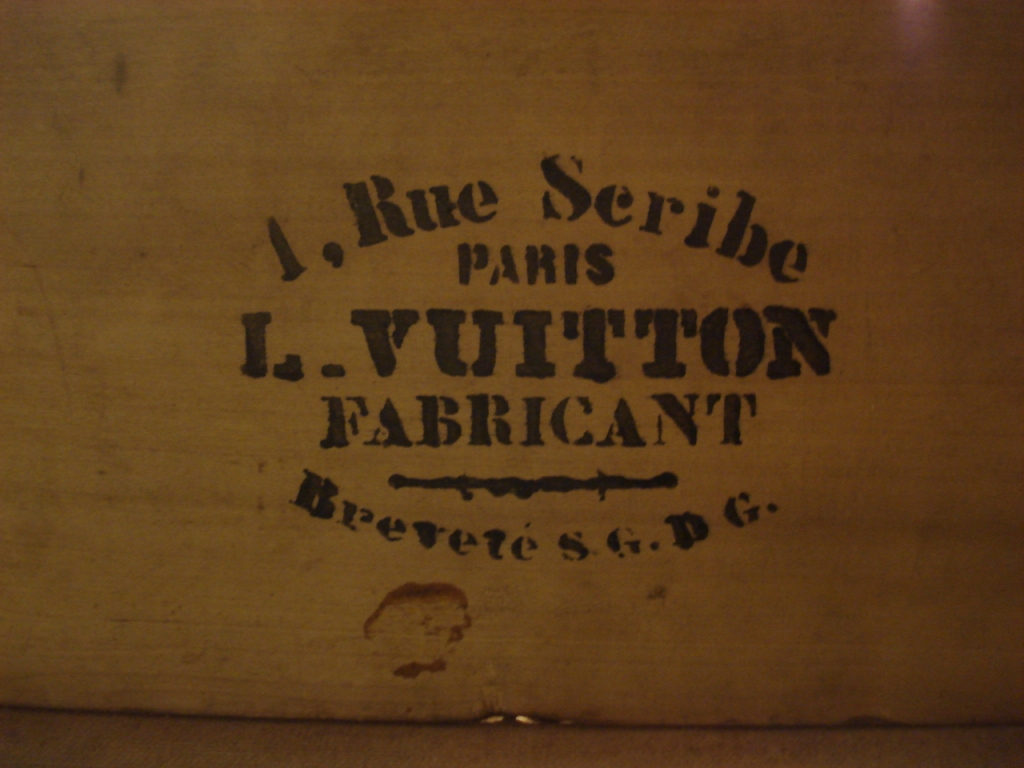 1, Rue Scribe
PARIS
L. VUITTON
FABRICANT
Breveté S. G. D G.